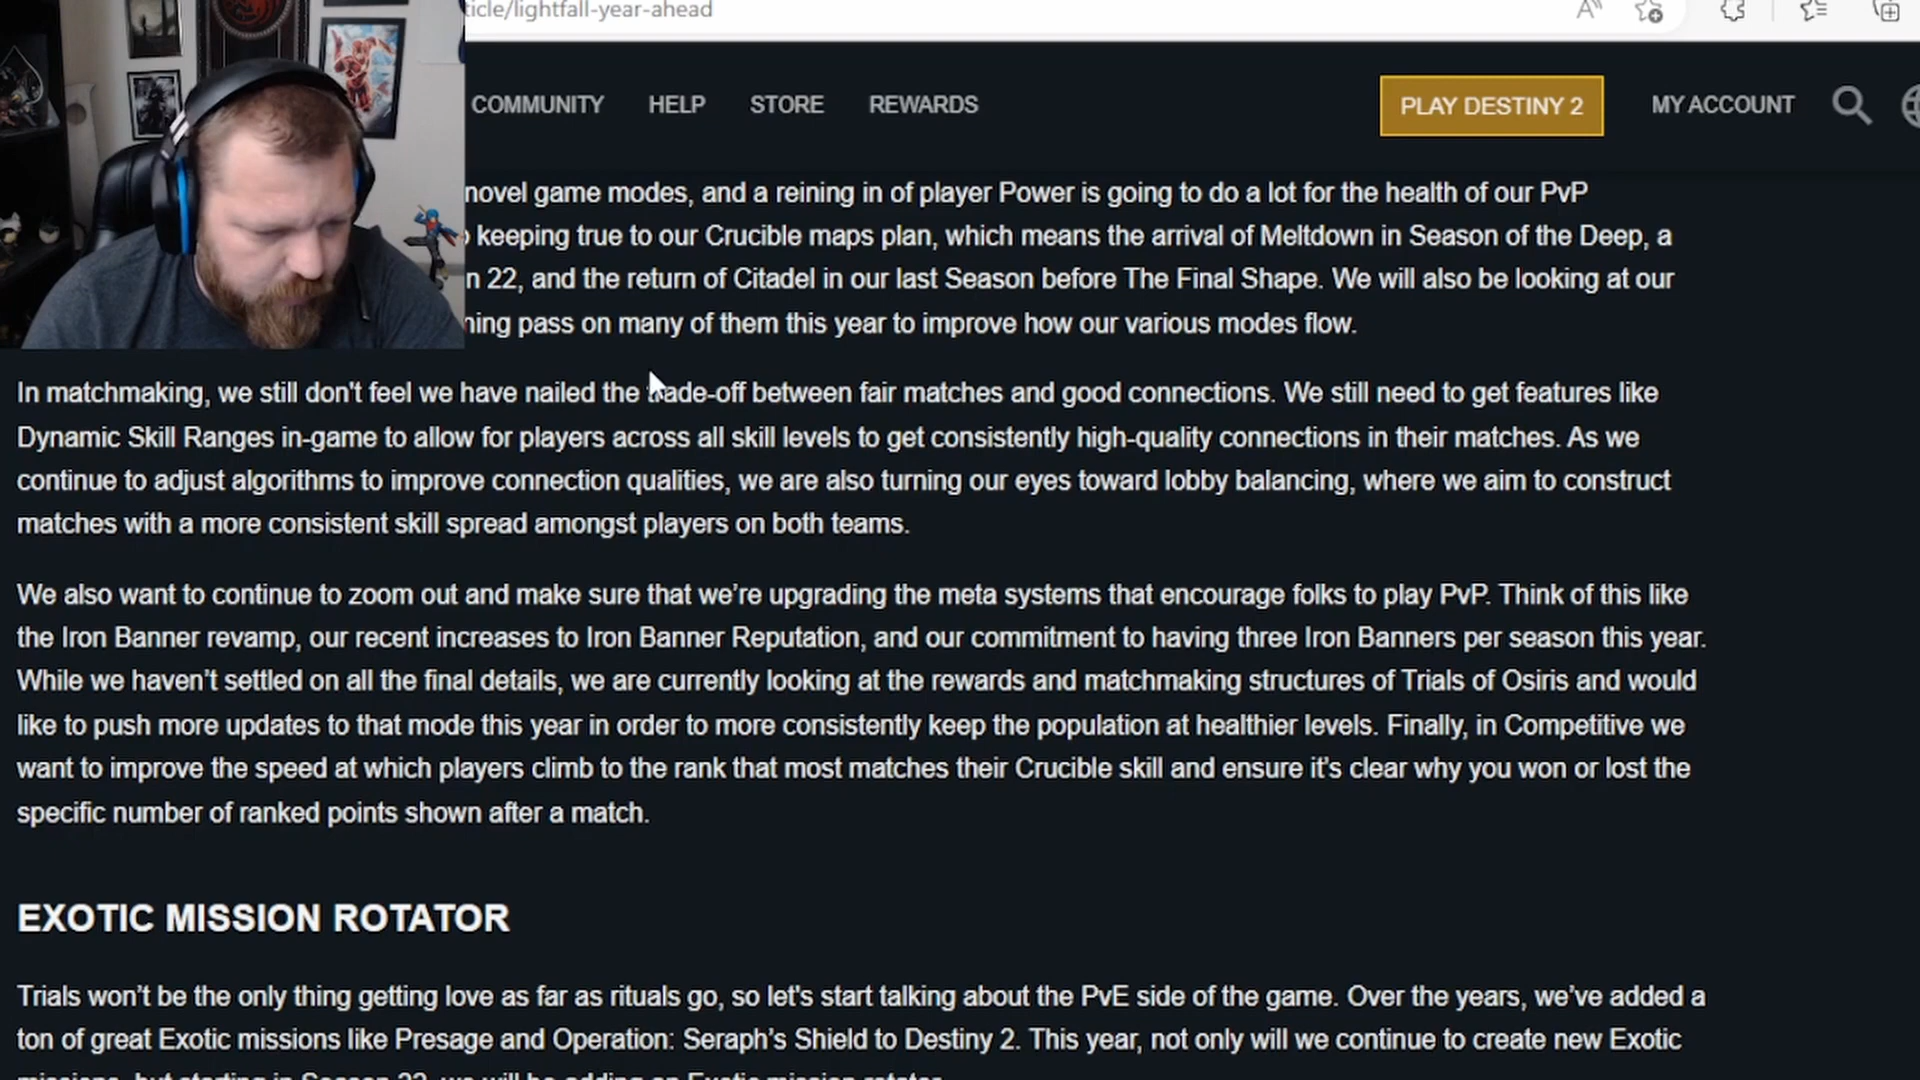 ticle/lightfall-year-ahead
COMMUNITY HELP STORE REWARDS PLAY DESTINY 2 MY ACCOUNT
novel game modes, and a reining in of player Power is going to do a lot for the health of our PvP
keeping true to our Crucible maps plan, which means the arrival of Meltdown in Season of the Deep, a
n 22, and the return of Citadel in our last Season before The Final Shape. We will also be looking at our
ning pass on many of them this year to improve how our various modes flow.
In matchmaking, we still don't feel we have nailed the trade-off between fair matches and good connections. We still need to get features like
Dynamic Skill Ranges in-game to allow for players across all skill levels to get consistently high-quality connections in their matches. As we
continue to adjust algorithms to improve connection qualities, we are also turning our eyes toward lobby balancing, where we aim to construct
matches with a more consistent skill spread amongst players on both teams.
We also want to continue to zoom out and make sure that we’re upgrading the meta systems that encourage folks to play PvP. Think of this like
the Iron Banner revamp, our recent increases to Iron Banner Reputation, and our commitment to having three Iron Banners per season this year.
While we haven’t settled on all the final details, we are currently looking at the rewards and matchmaking structures of Trials of Osiris and would
like to push more updates to that mode this year in order to more consistently keep the population at healthier levels. Finally, in Competitive we
want to improve the speed at which players climb to the rank that most matches their Crucible skill and ensure it’s clear why you won or lost the
specific number of ranked points shown after a match.
EXOTIC MISSION ROTATOR
Trials won’t be the only thing getting love as far as rituals go, so let's start talking about the PvE side of the game. Over the years, we’ve added a
ton of great Exotic missions like Presage and Operation: Seraph’s Shield to Destiny 2. This year, not only will we continue to create new Exotic
missions, but starting in Season 22, we will be adding an Exotic mission rotator.